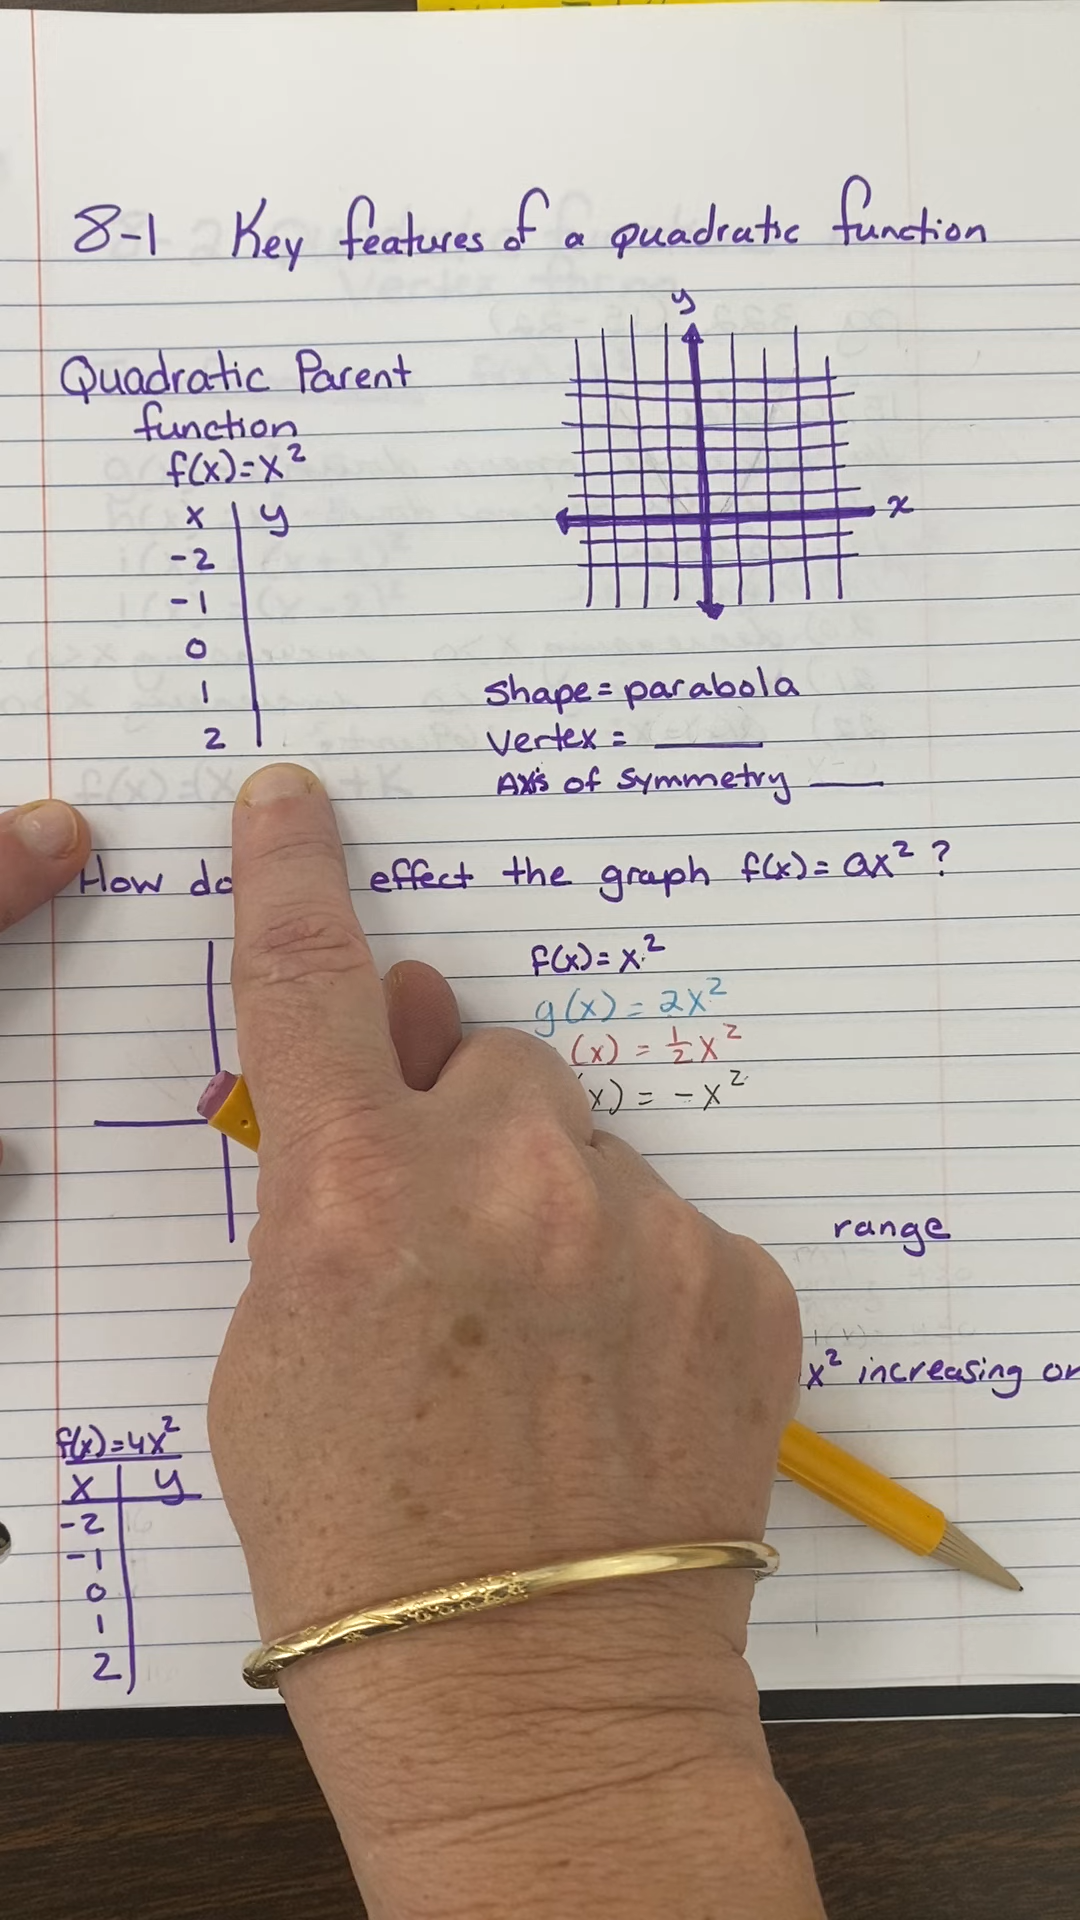 8-1 Key features of a quadratic function
y
Quadratic Parent
function
f(x)=x²
x
x y
-2
-1
0
1
2
shape = parabola
Vertex = ____
Axis of Symmetry ____
How do effect the graph f(x) = ax² ?
f(x) = x²
g(x) = 2x²
(x) = ½x²
(x) = -x²
range
x² increasing or
f(x)=4x²
x y
-2
-1
0
1
2